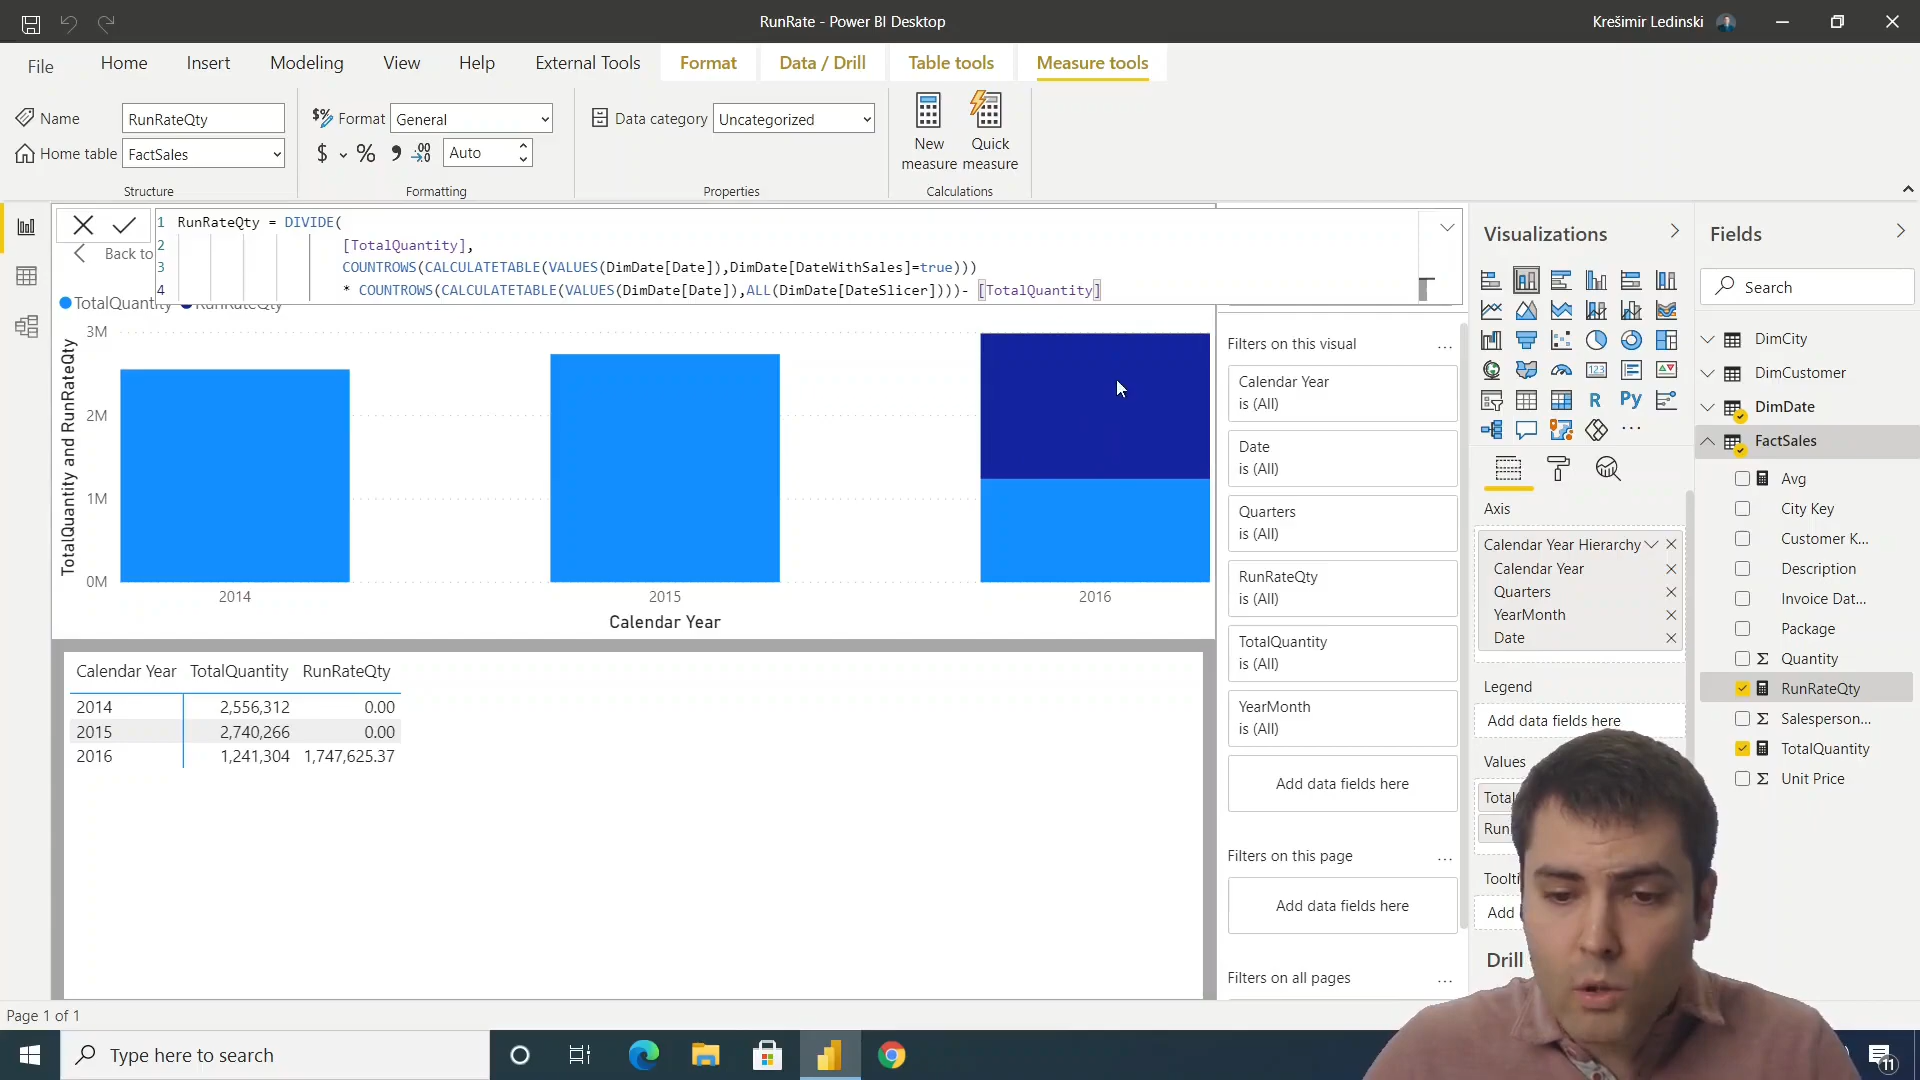 RunRate - Power BI Desktop
Krešimir Ledinski
File
Home
Insert
Modeling
View
Help
External Tools
Format
Data / Drill
Table tools
Measure tools
Name
RunRateQty
Home table
FactSales
Structure
Format
General
$
%
Auto
Formatting
Data category
Uncategorized
Properties
New measure
Quick measure
Calculations
Back to
1 RunRateQty = DIVIDE(
2 [TotalQuantity],
3 COUNTROWS(CALCULATETABLE(VALUES(DimDate[Date]),DimDate[DateWithSales]=true)))
4 * COUNTROWS(CALCULATETABLE(VALUES(DimDate[Date]),ALL(DimDate[DateSlicer])))- [TotalQuantity]
TotalQuantity
RunRateQty
TotalQuantity and RunRateQty
3M
2M
1M
0M
2014
2015
2016
Calendar Year
Calendar Year TotalQuantity RunRateQty
2014 2,556,312 0.00
2015 2,740,266 0.00
2016 1,241,304 1,747,625.37
Filters on this visual
...
Calendar Year
is (All)
Date
is (All)
Quarters
is (All)
RunRateQty
is (All)
TotalQuantity
is (All)
YearMonth
is (All)
Add data fields here
Filters on this page
...
Add data fields here
Filters on all pages
...
Visualizations
123
R
Py
...
Axis
Calendar Year Hierarchy
Calendar Year
Quarters
YearMonth
Date
Legend
Add data fields here
Values
Total
Run
Toolti
Add
Drill
Fields
Search
DimCity
DimCustomer
DimDate
FactSales
Avg
City Key
Customer K...
Description
Invoice Dat...
Package
Σ Quantity
RunRateQty
Σ Salesperson...
TotalQuantity
Σ Unit Price
Page 1 of 1
Type here to search
11